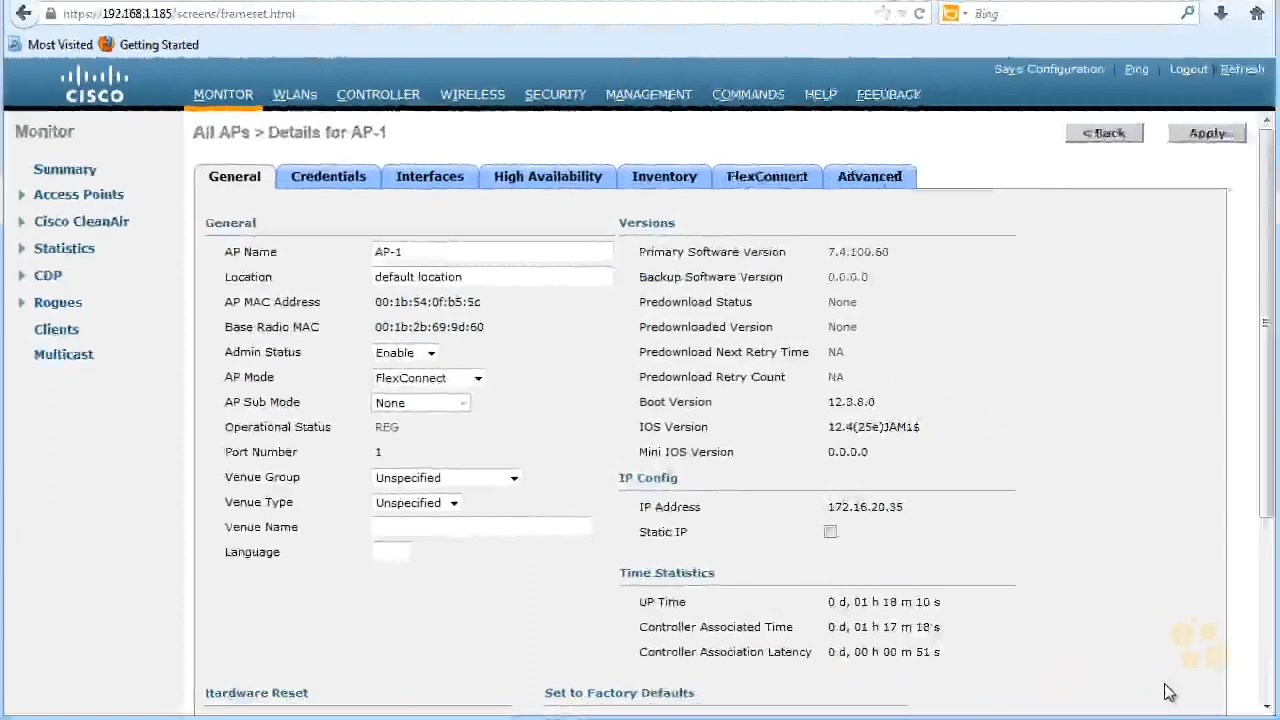 https://192.168.1.185/screens/frameset.html
Bing
Most Visited Getting Started
Save Configuration Ping Logout Refresh
CISCO
MONITOR WLANs CONTROLLER WIRELESS SECURITY MANAGEMENT COMMANDS HELP FEEDBACK
Monitor
Summary
Access Points
Cisco CleanAir
Statistics
CDP
Rogues
Clients
Multicast
All APs > Details for AP-1
< Back Apply
General Credentials Interfaces High Availability Inventory FlexConnect Advanced
General
AP Name AP-1
Location default location
AP MAC Address 00:1b:54:0f:b5:5c
Base Radio MAC 00:1b:2b:69:9d:60
Admin Status Enable
AP Mode FlexConnect
AP Sub Mode None
Operational Status REG
Port Number 1
Venue Group Unspecified
Venue Type Unspecified
Venue Name
Language
Versions
Primary Software Version 7.4.100.60
Backup Software Version 0.0.0.0
Predownload Status None
Predownloaded Version None
Predownload Next Retry Time NA
Predownload Retry Count NA
Boot Version 12.3.8.0
IOS Version 12.4(25e)JAM1$
Mini IOS Version 0.0.0.0
IP Config
IP Address 172.16.20.35
Static IP
Time Statistics
UP Time 0 d, 01 h 18 m 10 s
Controller Associated Time 0 d, 01 h 17 m 18 s
Controller Association Latency 0 d, 00 h 00 m 51 s
Hardware Reset
Set to Factory Defaults